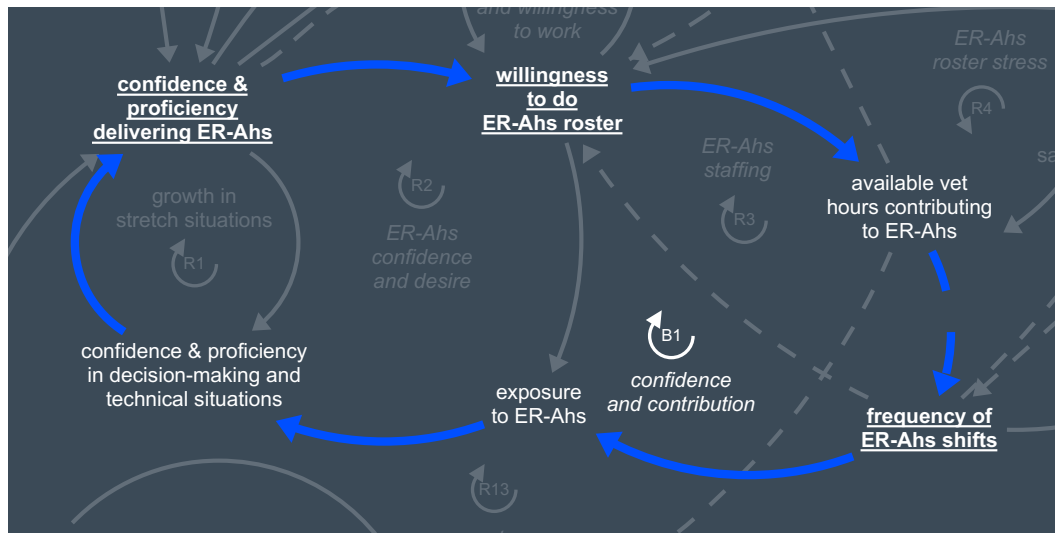 and willingness
to work
ER-Ahs
roster stress
R4
confidence &
proficiency
delivering ER-Ahs
willingness
to do
ER-Ahs roster
ER-Ahs
staffing
R3
sa
available vet
hours contributing
to ER-Ahs
growth in
stretch situations
R1
R2
ER-Ahs
confidence
and desire
B1
confidence
and contribution
confidence & proficiency
in decision-making and
technical situations
exposure
to ER-Ahs
frequency of
ER-Ahs shifts
R13